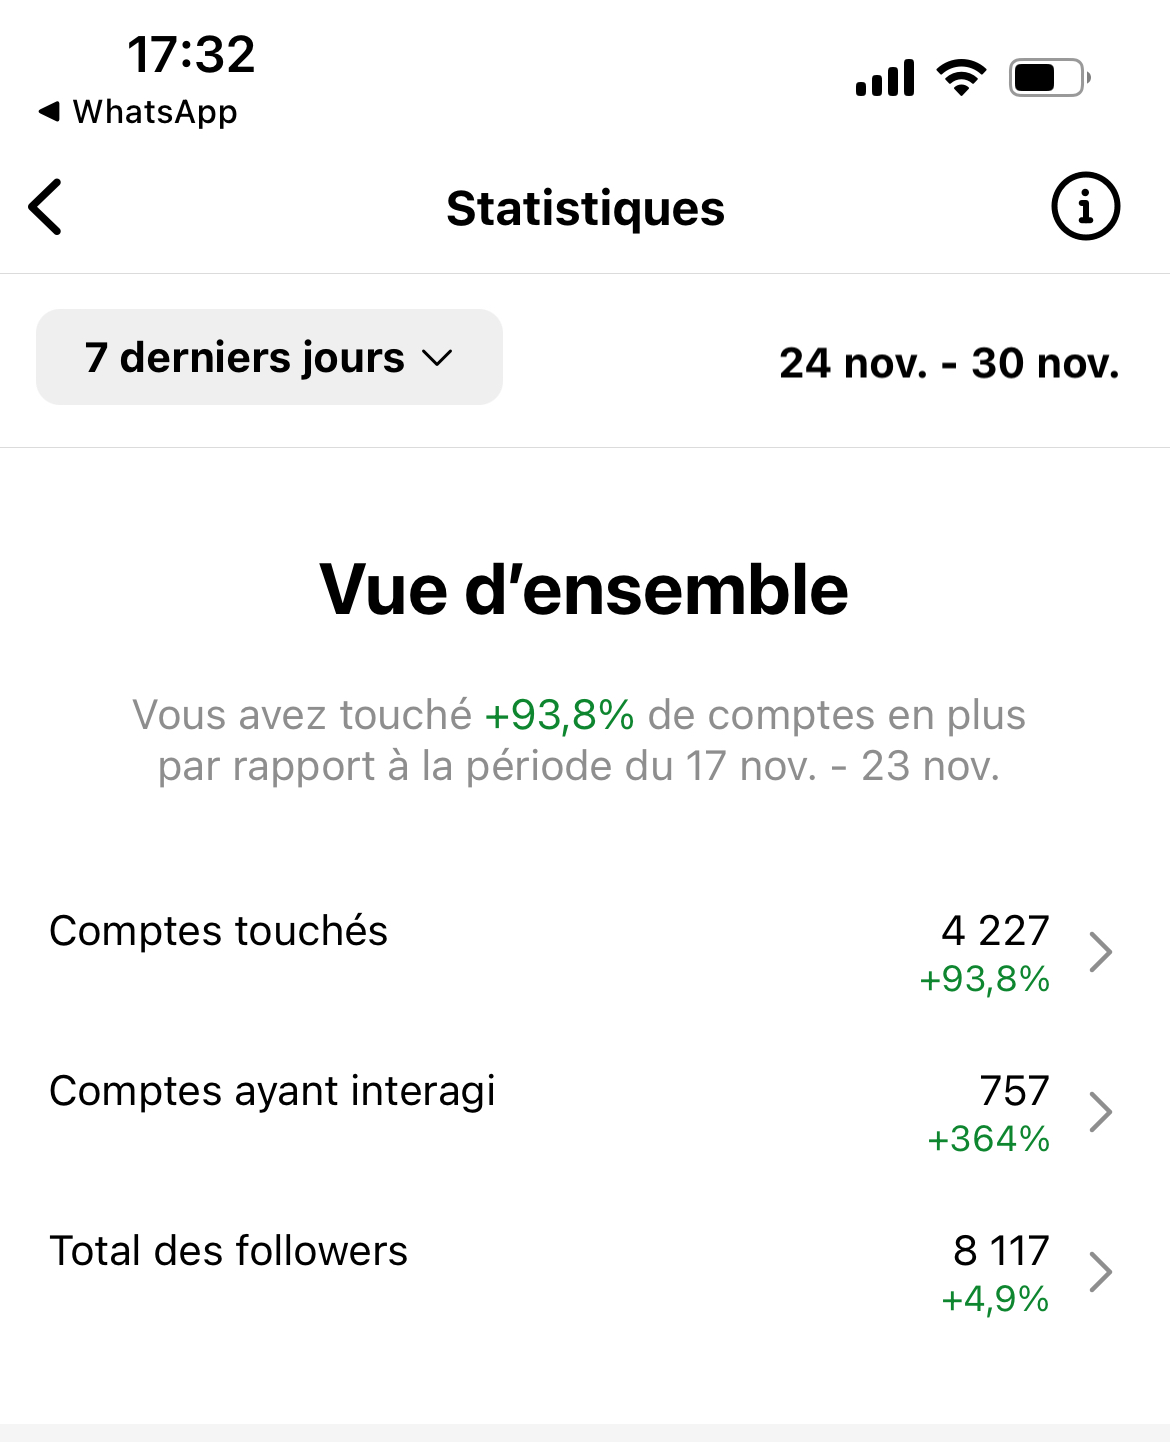 17:32
◀ WhatsApp
Statistiques
7 derniers jours
24 nov. - 30 nov.
Vue d’ensemble
Vous avez touché +93,8% de comptes en plus
par rapport à la période du 17 nov. - 23 nov.
Comptes touchés
4 227
+93,8%
Comptes ayant interagi
757
+364%
Total des followers
8 117
+4,9%